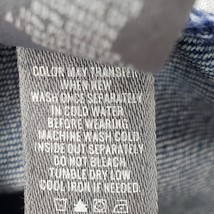 COLOR MAY TRANSFER
WHEN NEW
WASH ONCE SEPARATELY
IN COLD WATER
BEFORE WEARING
MACHINE WASH COLD
INSIDE OUT SEPARATELY
DO NOT BLEACH
TUMBLE DRY LOW
COOL IRON IF NEEDED